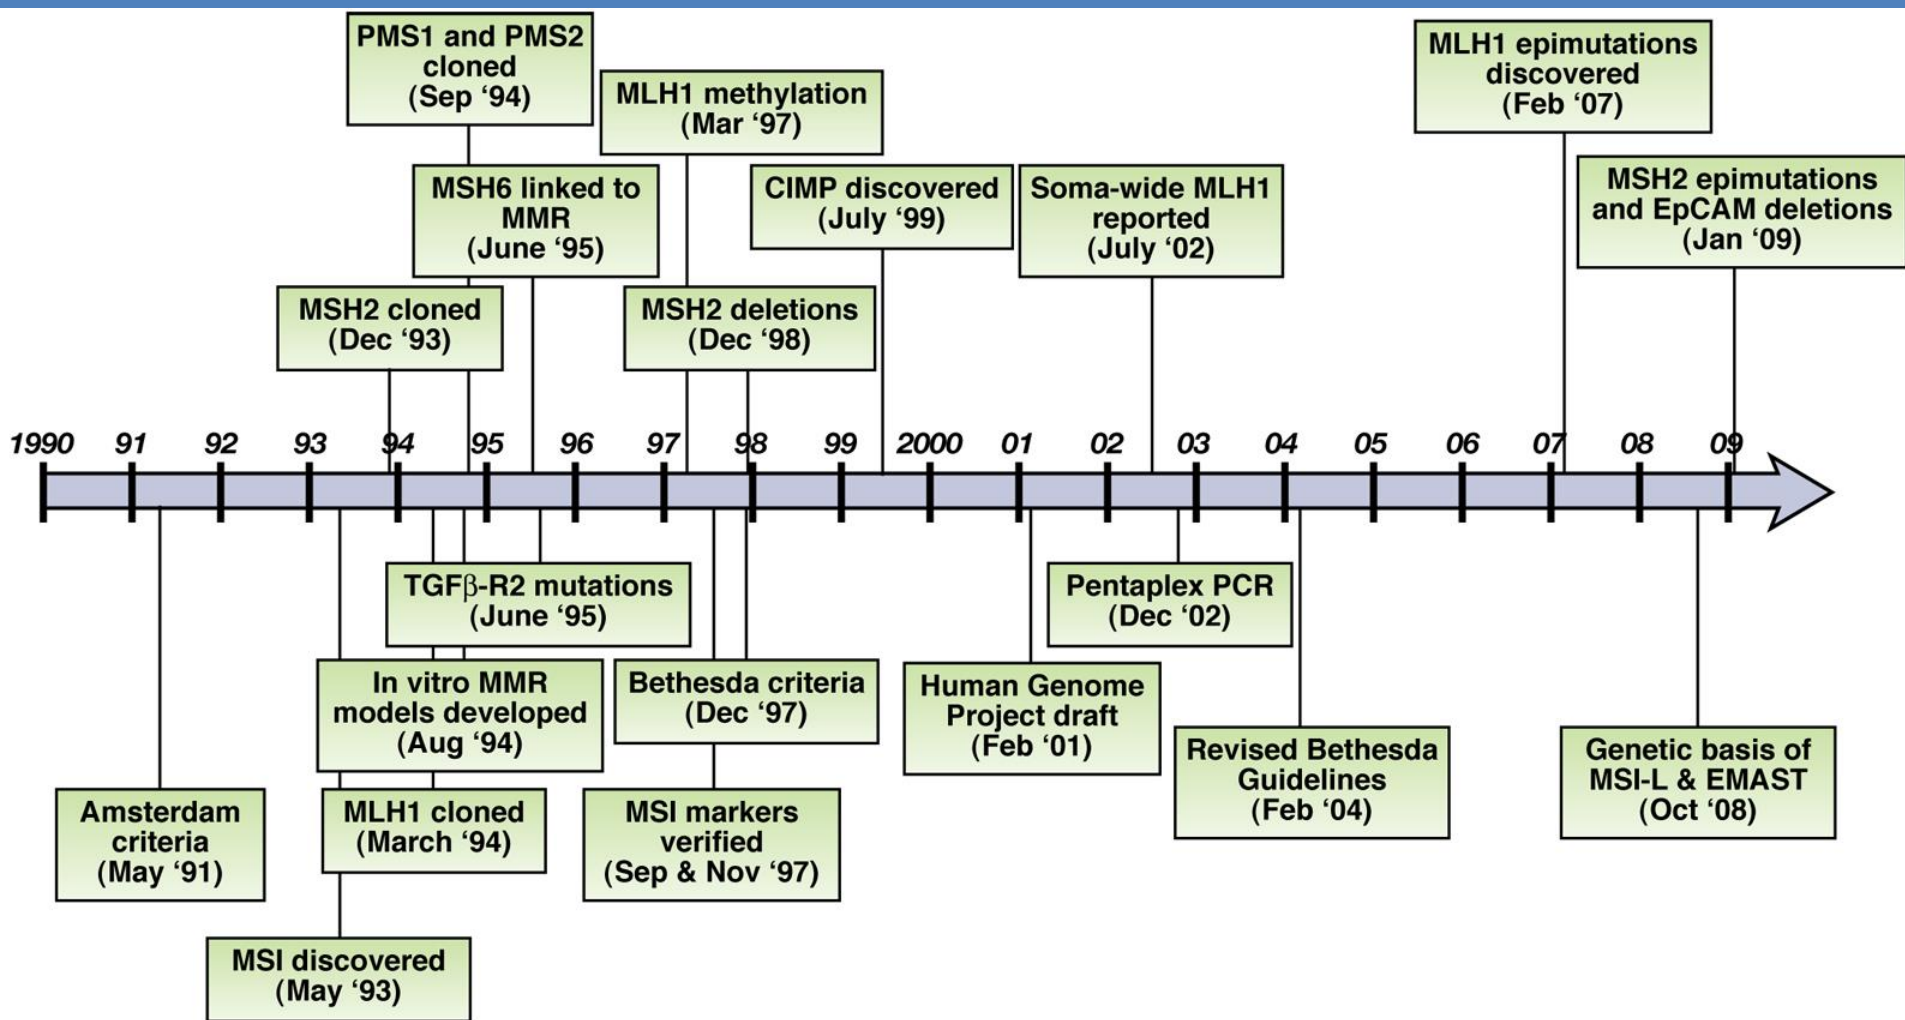 PMS1 and PMS2
cloned
(Sep ‘94)
MLH1 methylation
(Mar ‘97)
MLH1 epimutations
discovered
(Feb ‘07)
MSH6 linked to
MMR
(June ‘95)
CIMP discovered
(July ‘99)
Soma-wide MLH1
reported
(July ‘02)
MSH2 epimutations
and EpCAM deletions
(Jan ‘09)
MSH2 cloned
(Dec ‘93)
MSH2 deletions
(Dec ‘98)
1990 91 92 93 94 95 96 97 98 99 2000 01 02 03 04 05 06 07 08 09
TGFβ-R2 mutations
(June ‘95)
Pentaplex PCR
(Dec ‘02)
In vitro MMR
models developed
(Aug ‘94)
Bethesda criteria
(Dec ‘97)
Human Genome
Project draft
(Feb ‘01)
Revised Bethesda
Guidelines
(Feb ‘04)
Genetic basis of
MSI-L & EMAST
(Oct ‘08)
Amsterdam
criteria
(May ‘91)
MLH1 cloned
(March ‘94)
MSI markers
verified
(Sep & Nov ‘97)
MSI discovered
(May ‘93)